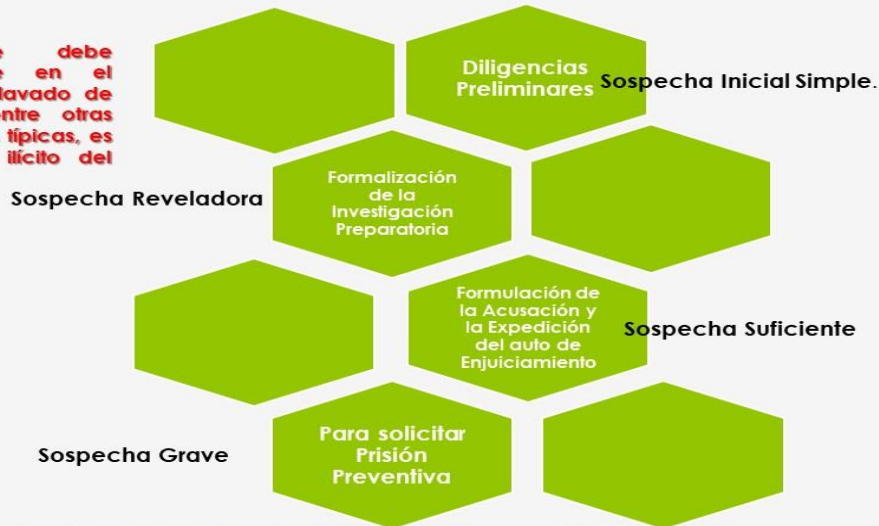 debe
en el
lavado de
ntre otras
típicas, es
ilícito del
Diligencias
Preliminares
Sospecha Inicial Simple.
Sospecha Reveladora
Formalización
de la
Investigación
Preparatoria
Formulación de
la Acusación y
la Expedición
del auto de
Enjuiciamiento
Sospecha Suficiente
Sospecha Grave
Para solicitar
Prisión
Preventiva